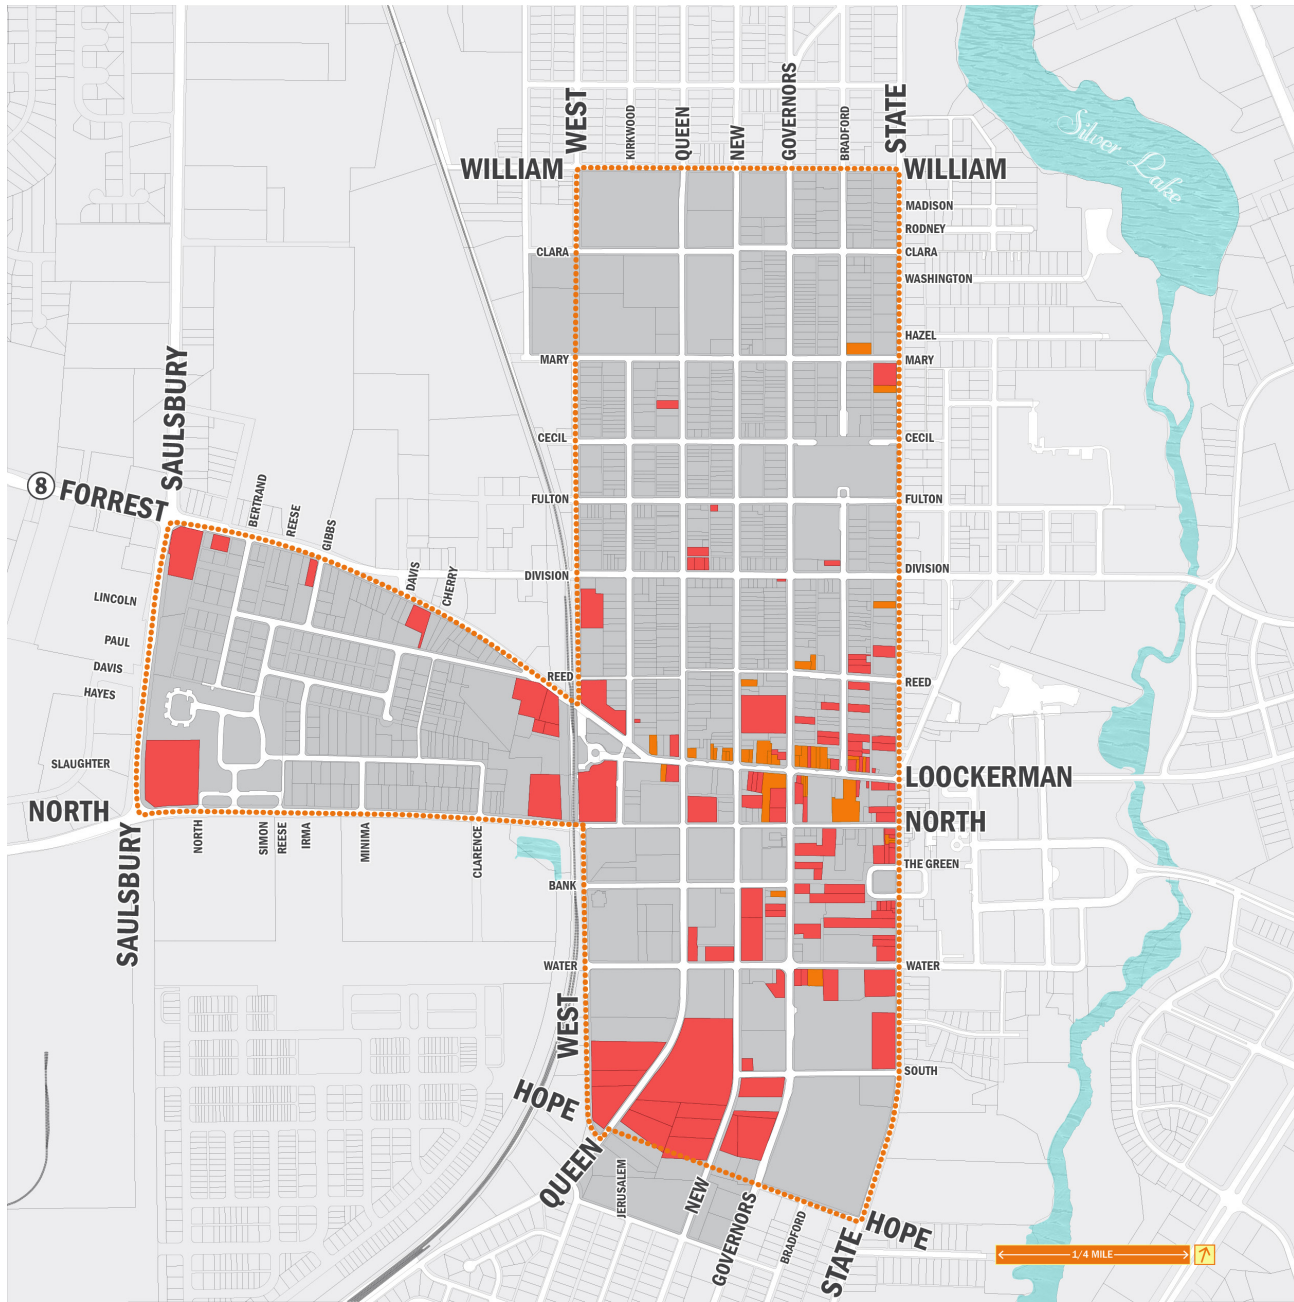 WEST
KIRKWOOD
QUEEN
NEW
GOVERNORS
BRADFORD
STATE
Silver Lake
WILLIAM
WILLIAM
MADISON
RODNEY
CLARA
CLARA
WASHINGTON
HAZEL
MARY
MARY
SAULSBURY
CECIL
CECIL
8 FORREST
BERTRAND
REESE
GIBBS
FULTON
FULTON
DAVIS
CHERRY
DIVISION
DIVISION
LINCOLN
PAUL
DAVIS
HAYES
REED
REED
SLAUGHTER
LOOCKERMAN
NORTH
NORTH
SAULSBURY
NORTH
SIMON
REESE
IRMA
MINIMA
CLARENCE
THE GREEN
BANK
WATER
WATER
WEST
SOUTH
HOPE
QUEEN
JERUSALEM
NEW
GOVERNORS
BRADFORD
STATE
HOPE
1/4 MILE